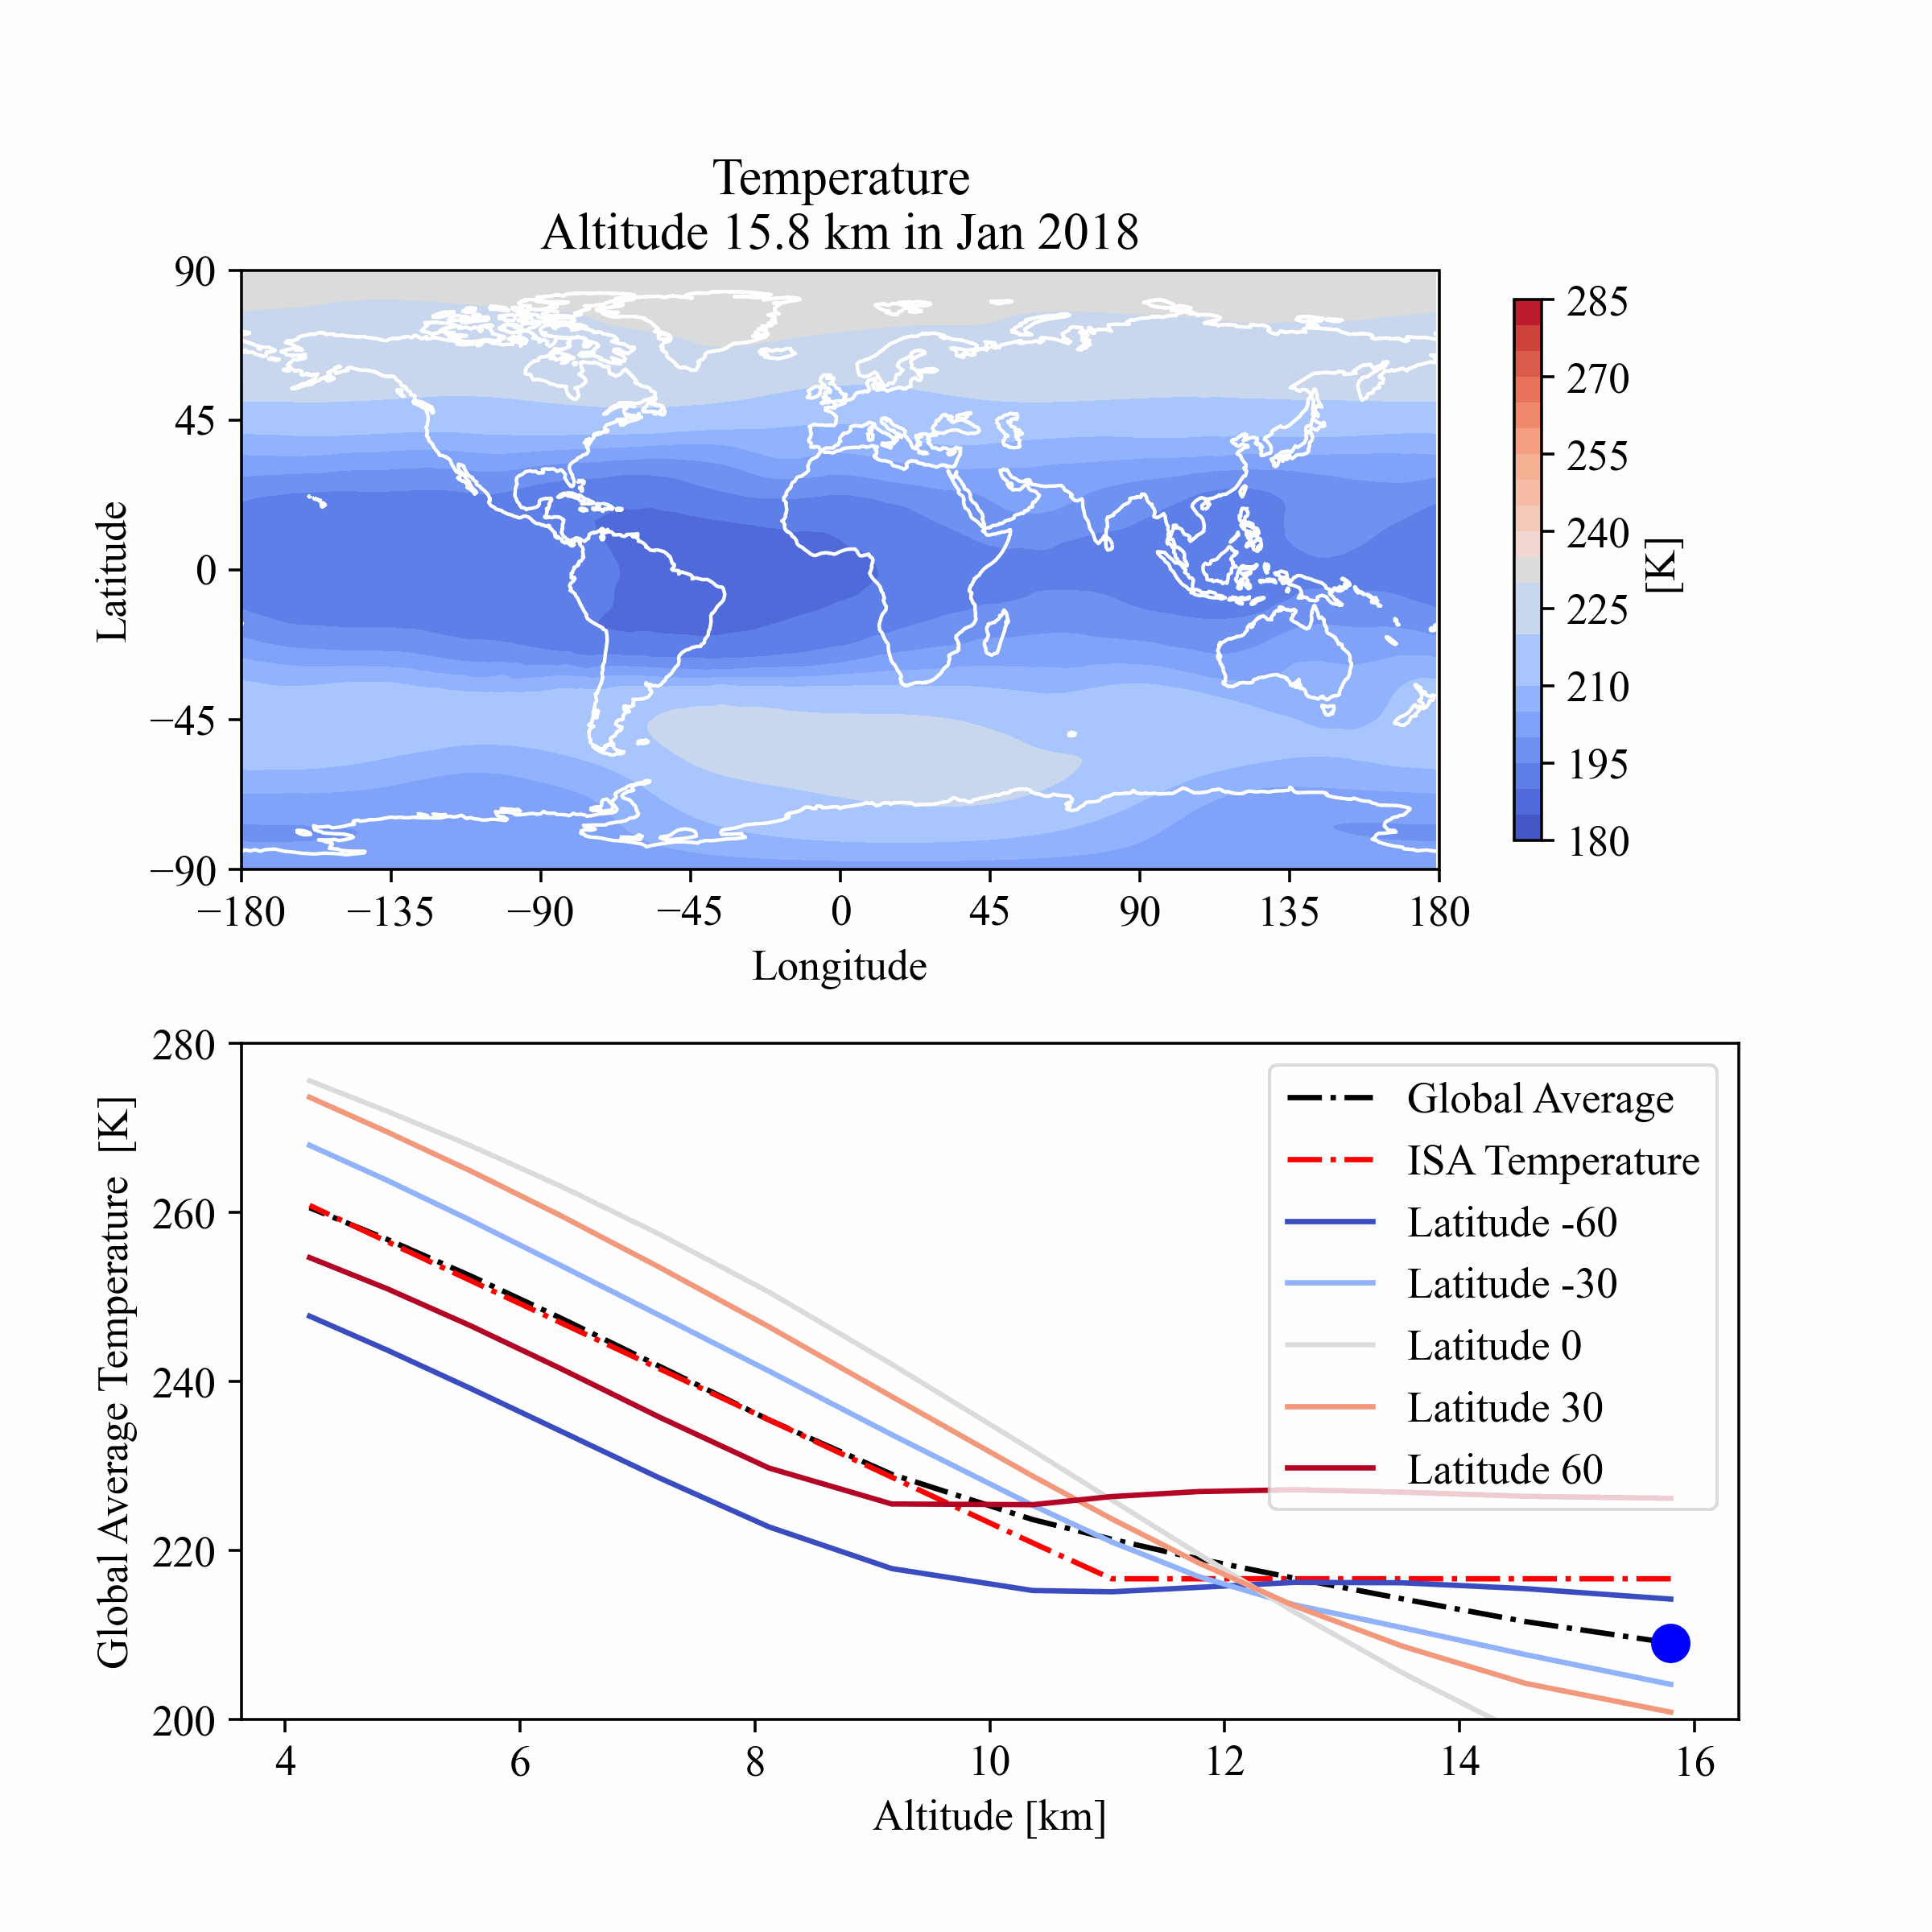 Temperature
Altitude 15.8 km in Jan 2018
90
45
0
−45
−90
Latitude
−180 −135 −90 −45 0 45 90 135 180
Longitude
285
270
255
240
225
210
195
180
[K]
280
260
240
220
200
Global Average Temperature [K]
Global Average
ISA Temperature
Latitude -60
Latitude -30
Latitude 0
Latitude 30
Latitude 60
4 6 8 10 12 14 16
Altitude [km]